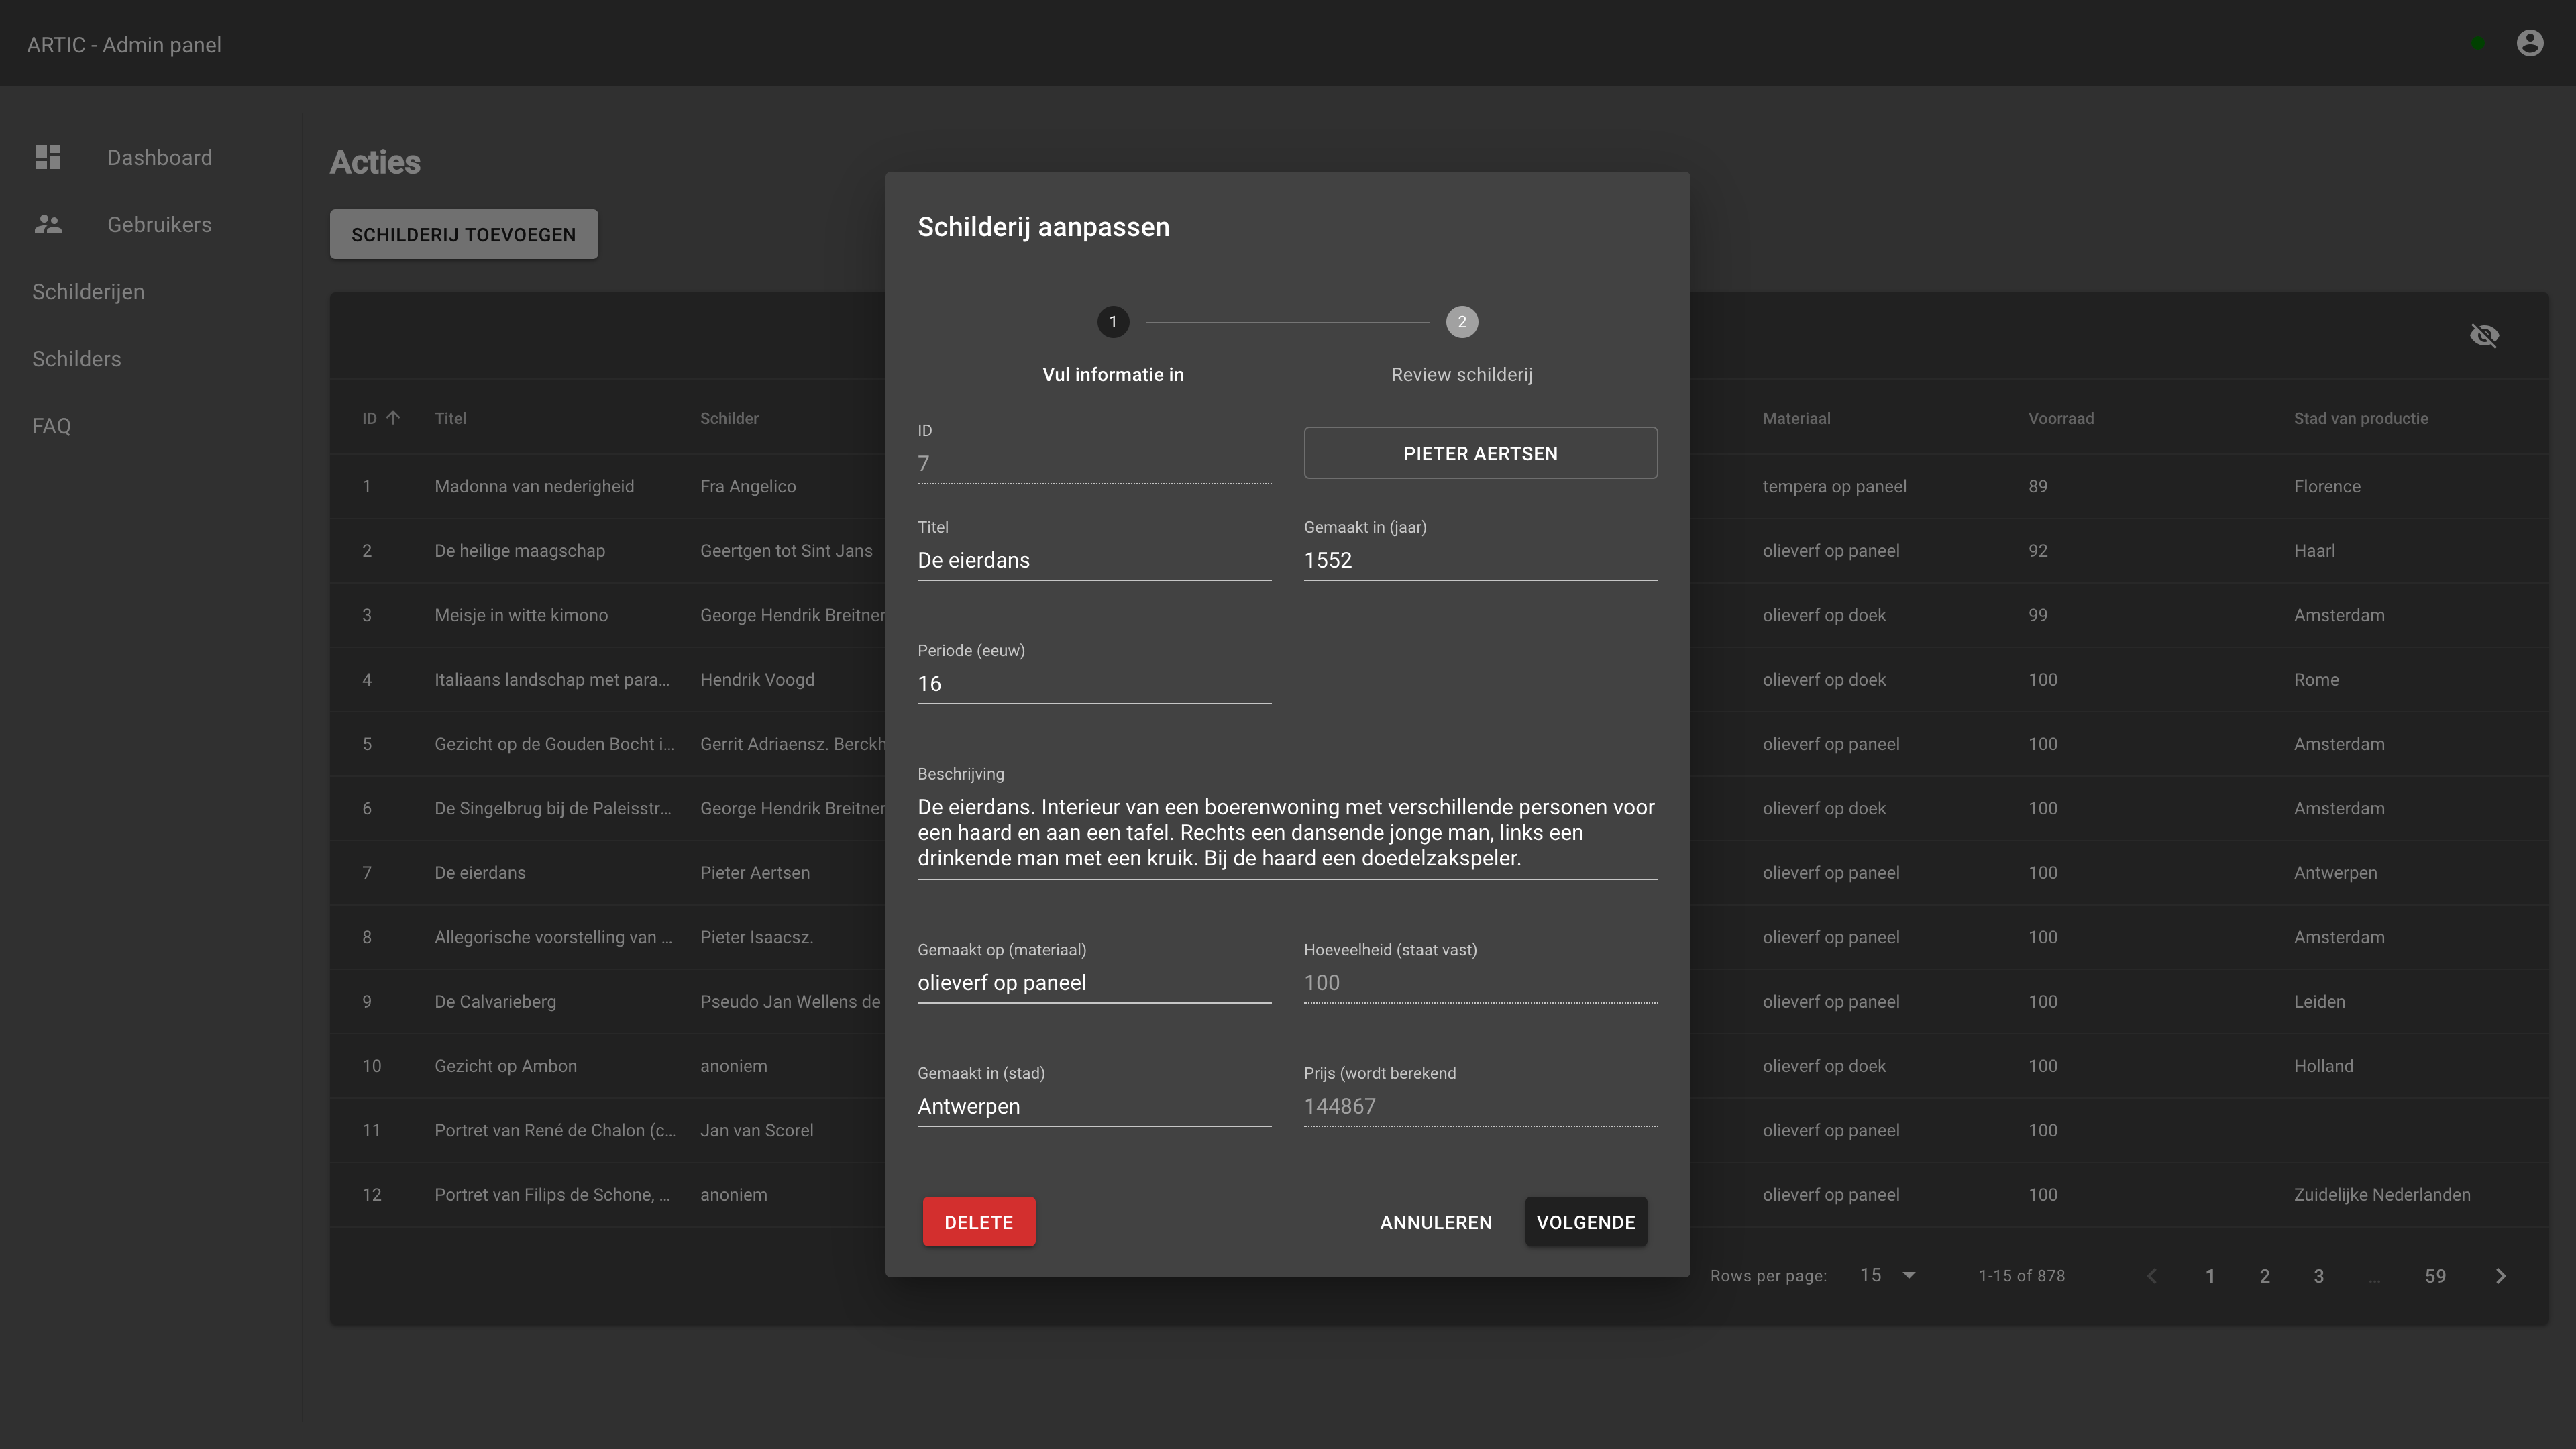 ARTIC - Admin panel
Dashboard
Gebruikers
Schilderijen
Schilders
FAQ
Acties
SCHILDERIJ TOEVOEGEN
ID Titel Schilder Materiaal Voorraad Stad van productie
1 Madonna van nederigheid Fra Angelico tempera op paneel 89 Florence
2 De heilige maagschap Geertgen tot Sint Jans olieverf op paneel 92 Haarl
3 Meisje in witte kimono George Hendrik Breitner olieverf op doek 99 Amsterdam
4 Italiaans landschap met para... Hendrik Voogd olieverf op doek 100 Rome
5 Gezicht op de Gouden Bocht i... Gerrit Adriaensz. Berckh olieverf op paneel 100 Amsterdam
6 De Singelbrug bij de Paleisstr... George Hendrik Breitner olieverf op doek 100 Amsterdam
7 De eierdans Pieter Aertsen olieverf op paneel 100 Antwerpen
8 Allegorische voorstelling van ... Pieter Isaacsz. olieverf op paneel 100 Amsterdam
9 De Calvarieberg Pseudo Jan Wellens de olieverf op paneel 100 Leiden
10 Gezicht op Ambon anoniem olieverf op doek 100 Holland
11 Portret van René de Chalon (c... Jan van Scorel olieverf op paneel 100
12 Portret van Filips de Schone, ... anoniem olieverf op paneel 100 Zuidelijke Nederlanden
Rows per page: 15 1-15 of 878 1 2 3 ... 59
Schilderij aanpassen
1 2
Vul informatie in Review schilderij
ID
7
PIETER AERTSEN
Titel
De eierdans
Gemaakt in (jaar)
1552
Periode (eeuw)
16
Beschrijving
De eierdans. Interieur van een boerenwoning met verschillende personen voor
een haard en aan een tafel. Rechts een dansende jonge man, links een
drinkende man met een kruik. Bij de haard een doedelzakspeler.
Gemaakt op (materiaal)
olieverf op paneel
Hoeveelheid (staat vast)
100
Gemaakt in (stad)
Antwerpen
Prijs (wordt berekend
144867
DELETE ANNULEREN VOLGENDE